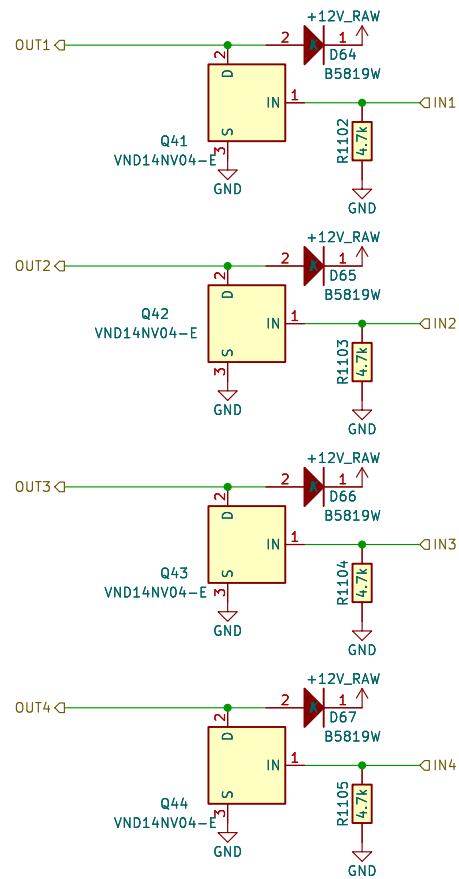 +12V_RAW
OUT1
2
K
1
D64
B5819W
2
D
IN
1
IN1
S
3
Q41
VND14NV04-E
R1102
4.7k
GND
GND
+12V_RAW
OUT2
2
K
1
D65
B5819W
2
D
IN
1
IN2
S
3
Q42
VND14NV04-E
R1103
4.7k
GND
GND
+12V_RAW
OUT3
2
K
1
D66
B5819W
2
D
IN
1
IN3
S
3
Q43
VND14NV04-E
R1104
4.7k
GND
GND
+12V_RAW
OUT4
2
K
1
D67
B5819W
2
D
IN
1
IN4
S
3
Q44
VND14NV04-E
R1105
4.7k
GND
GND